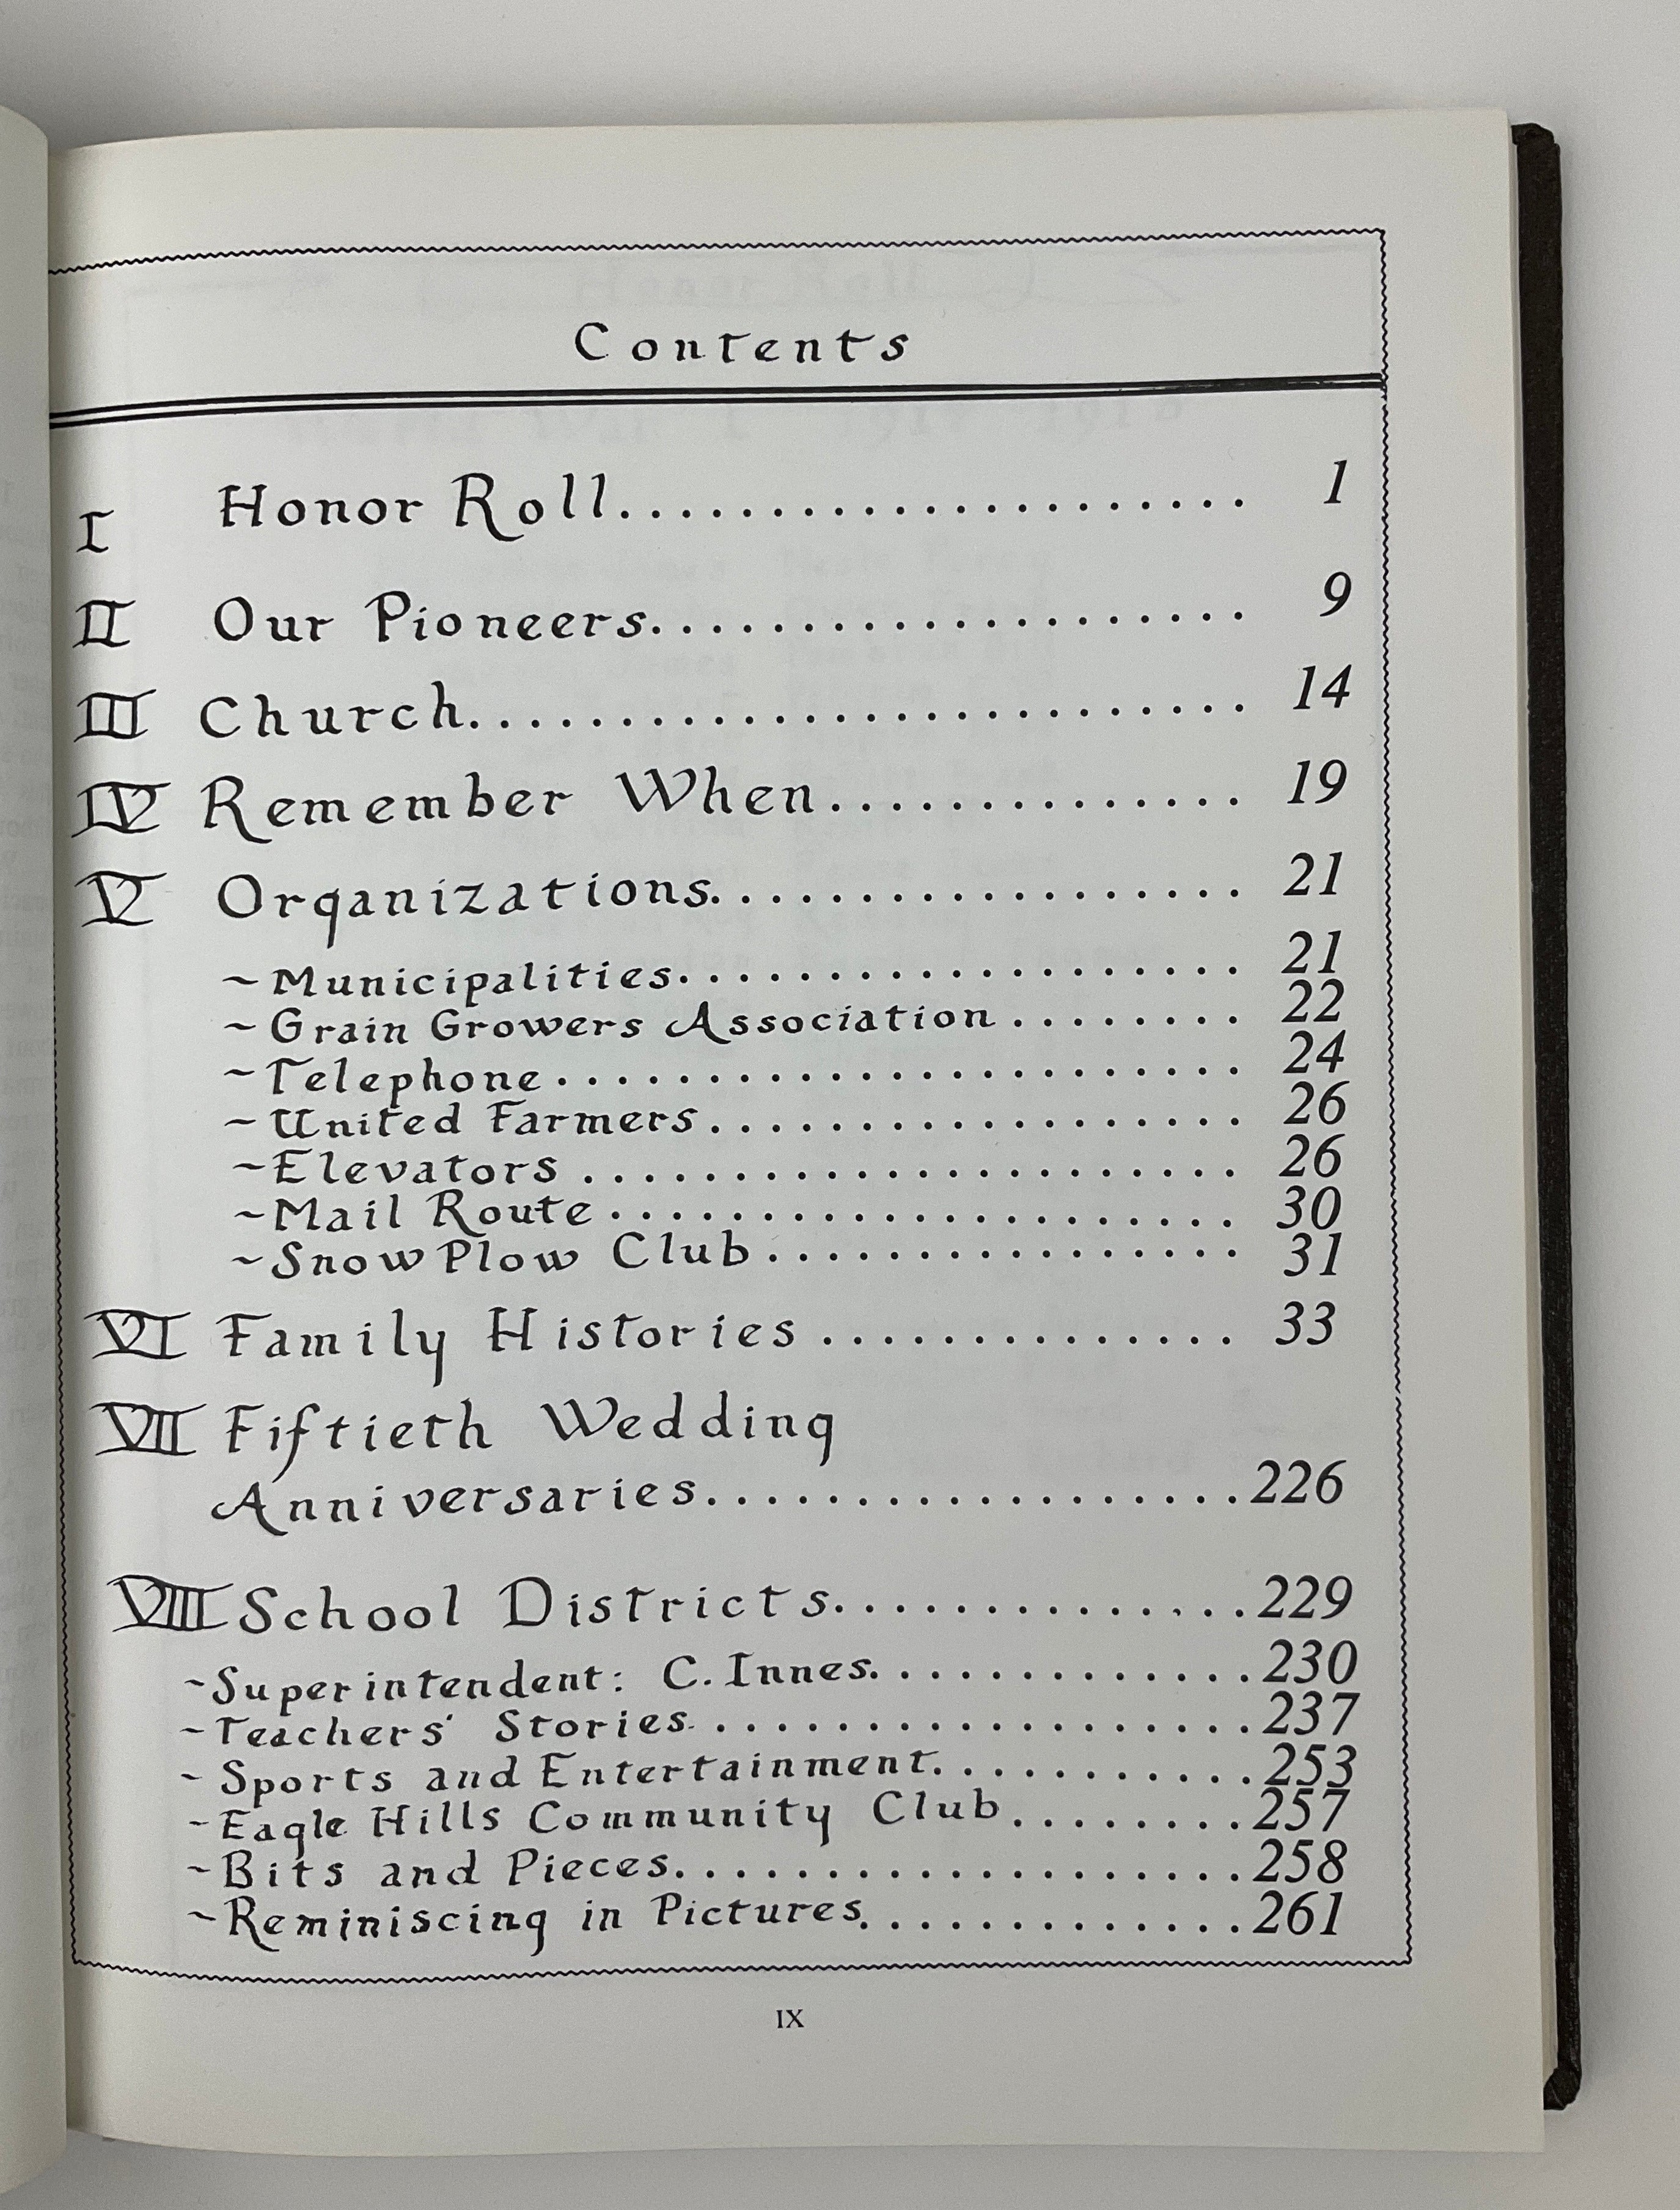 Contents
I Honor Roll..................... 1
II Our Pioneers.................... 9
III Church......................... 14
IV Remember When.............. 19
V Organizations.................. 21
~Municipalities................... 21
~Grain Growers Association........ 22
~Telephone....................... 24
~United Farmers.................. 26
~Elevators ...................... 26
~Mail Route..................... 30
~Snow Plow Club................ 31
VI Family Histories .............. 33
VII Fiftieth Wedding
Anniversaries..................226
VIII School Districts..............229
~Superintendent: C. Innes.............230
~Teachers' Stories...................237
~Sports and Entertainment...........253
~Eagle Hills Community Club........257
~Bits and Pieces...................258
~Reminiscing in Pictures.............261
IX